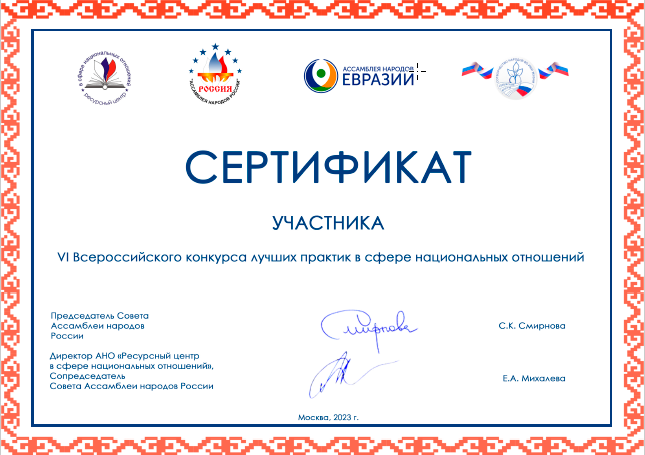 в сфере национальных отношений
ресурсный центр
РОССИЯ
"АССАМБЛЕЯ НАРОДОВ РОССИИ"
АССАМБЛЕЯ НАРОДОВ
ЕВРАЗИИ
СЕРТИФИКАТ
УЧАСТНИКА
VI Всероссийского конкурса лучших практик в сфере национальных отношений
Председатель Совета
Ассамблеи народов
России
Смирнова
С.К. Смирнова
Директор АНО «Ресурсный центр
в сфере национальных отношений»,
Сопредседатель
Совета Ассамблеи народов России
Е.А. Михалева
Москва, 2023 г.